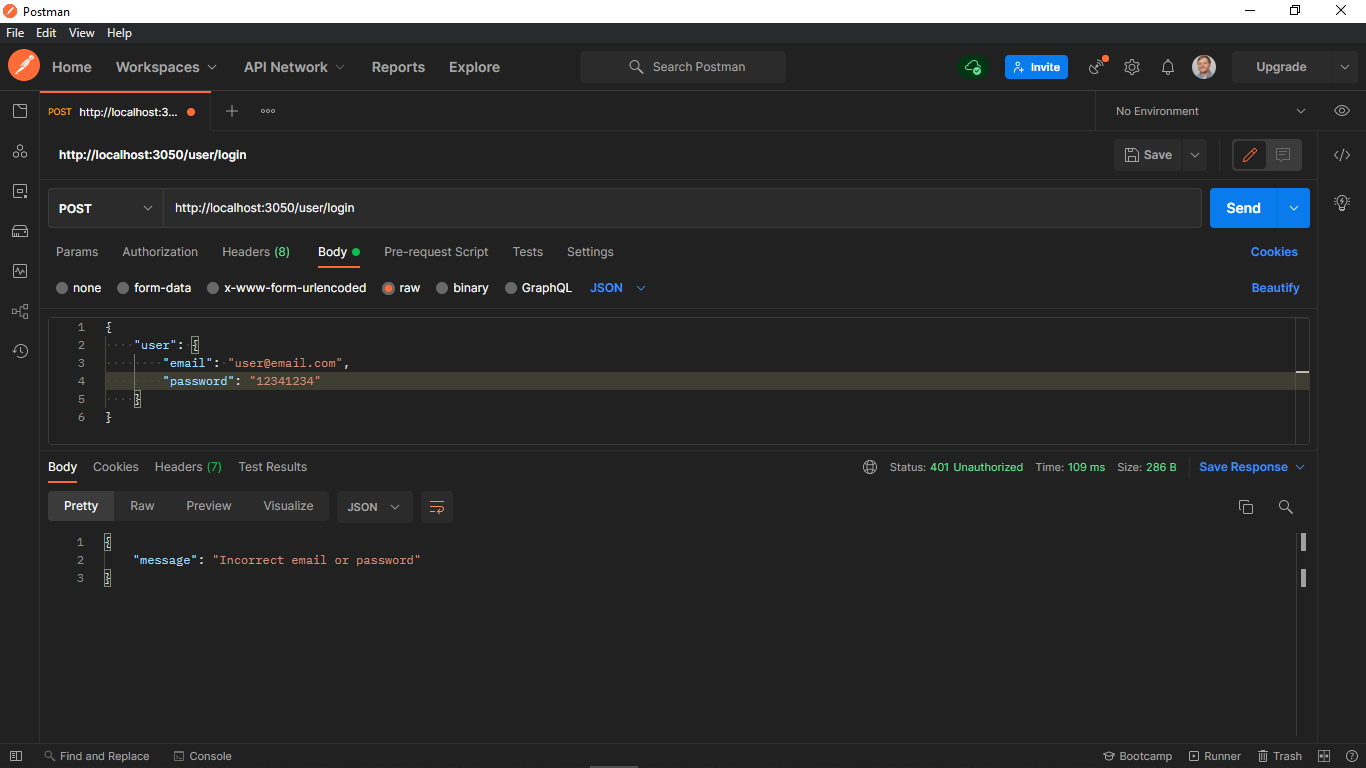 Postman
File Edit View Help
Home Workspaces API Network Reports Explore Search Postman Invite Upgrade
POST http://localhost:3... No Environment
http://localhost:3050/user/login Save
POST http://localhost:3050/user/login Send
Params Authorization Headers (8) Body Pre-request Script Tests Settings Cookies
none form-data x-www-form-urlencoded raw binary GraphQL JSON Beautify
1 {
2 "user": {
3 "email": "user@email.com",
4 "password": "12341234"
5 }
6 }
Body Cookies Headers (7) Test Results Status: 401 Unauthorized Time: 109 ms Size: 286 B Save Response
Pretty Raw Preview Visualize JSON
1 {
2 "message": "Incorrect email or password"
3 }
Find and Replace Console Bootcamp Runner Trash